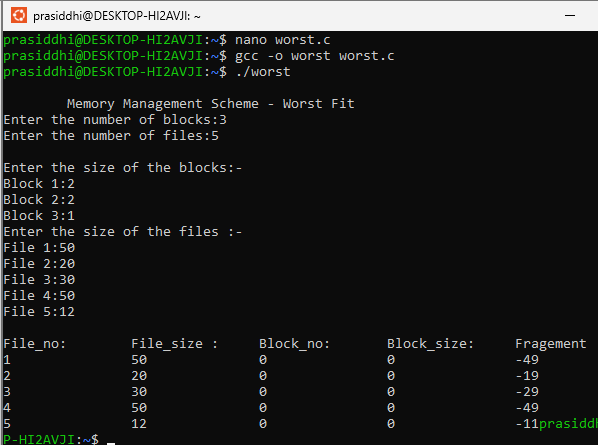 prasiddhi@DESKTOP-HI2AVJI: ~
prasiddhi@DESKTOP-HI2AVJI:~$ nano worst.c
prasiddhi@DESKTOP-HI2AVJI:~$ gcc -o worst worst.c
prasiddhi@DESKTOP-HI2AVJI:~$ ./worst
Memory Management Scheme - Worst Fit
Enter the number of blocks:3
Enter the number of files:5
Enter the size of the blocks:-
Block 1:2
Block 2:2
Block 3:1
Enter the size of the files :-
File 1:50
File 2:20
File 3:30
File 4:50
File 5:12
File_no: File_size : Block_no: Block_size: Fragement
1 50 0 0 -49
2 20 0 0 -19
3 30 0 0 -29
4 50 0 0 -49
5 12 0 0 -11prasidd
P-HI2AVJI:~$